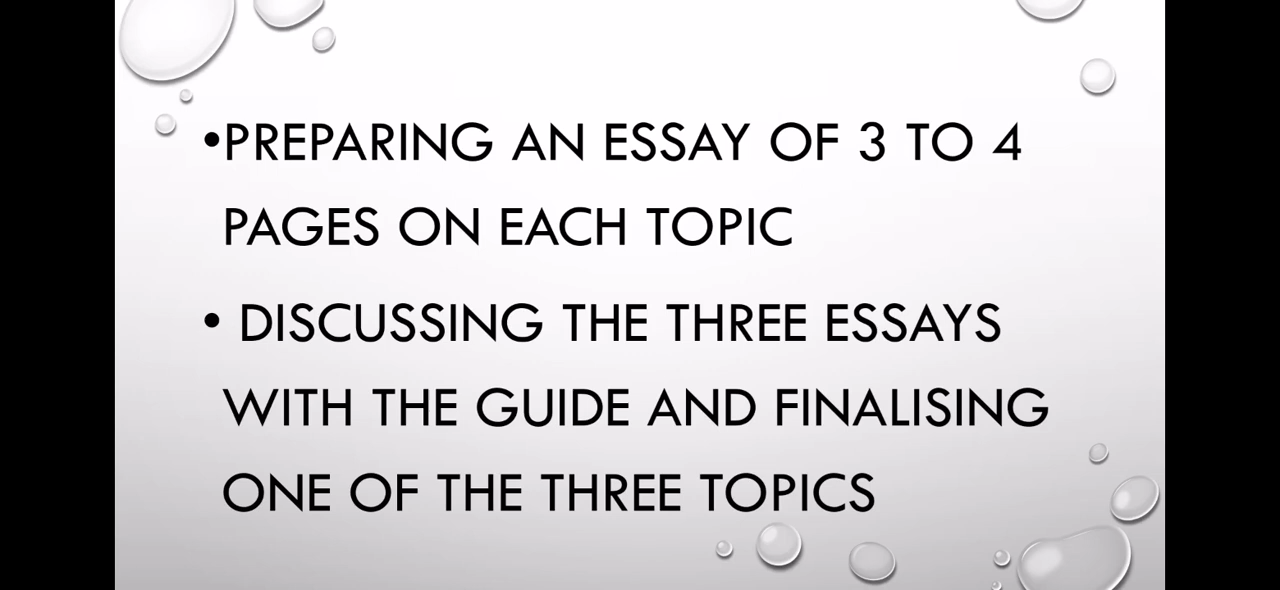 •PREPARING AN ESSAY OF 3 TO 4
PAGES ON EACH TOPIC
• DISCUSSING THE THREE ESSAYS
WITH THE GUIDE AND FINALISING
ONE OF THE THREE TOPICS